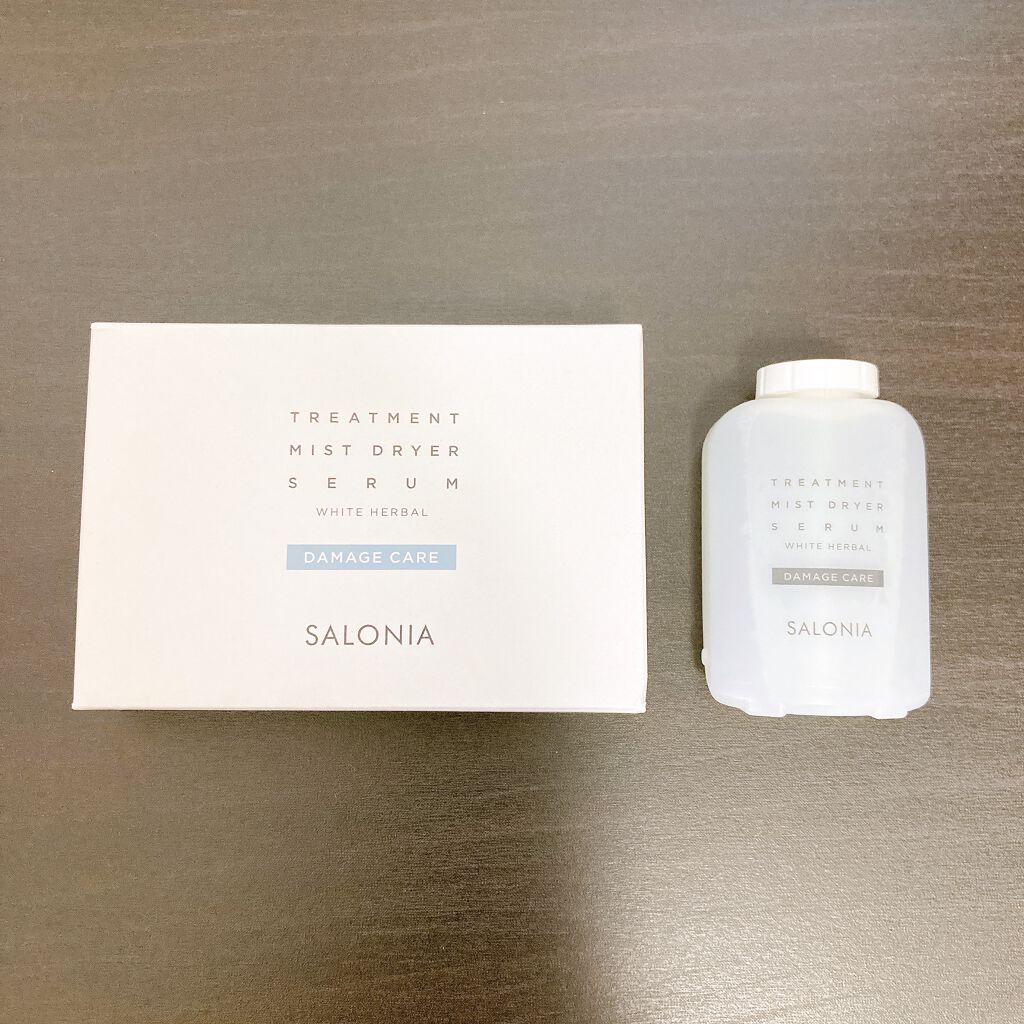 TREATMENT
MIST DRYER
SERUM
WHITE HERBAL
DAMAGE CARE
SALONIA
TREATMENT
MIST DRYER
SERUM
WHITE HERBAL
DAMAGE CARE
SALONIA